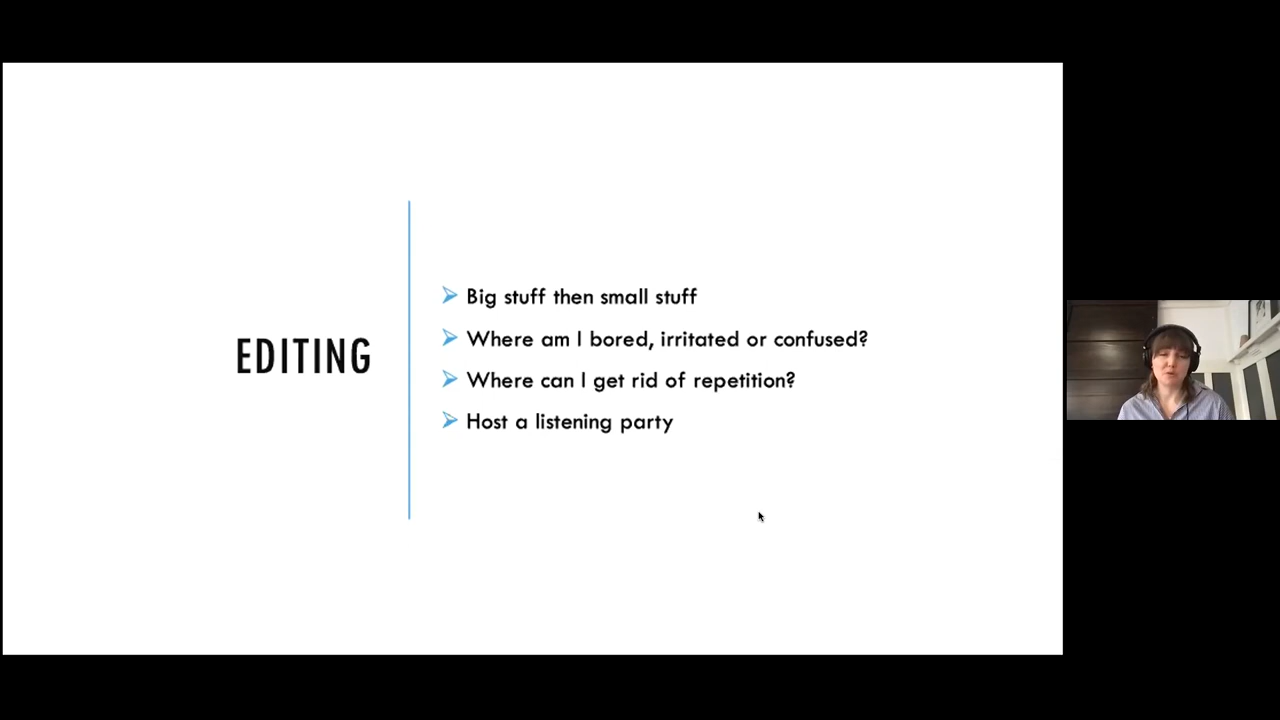 EDITING
Big stuff then small stuff
Where am I bored, irritated or confused?
Where can I get rid of repetition?
Host a listening party